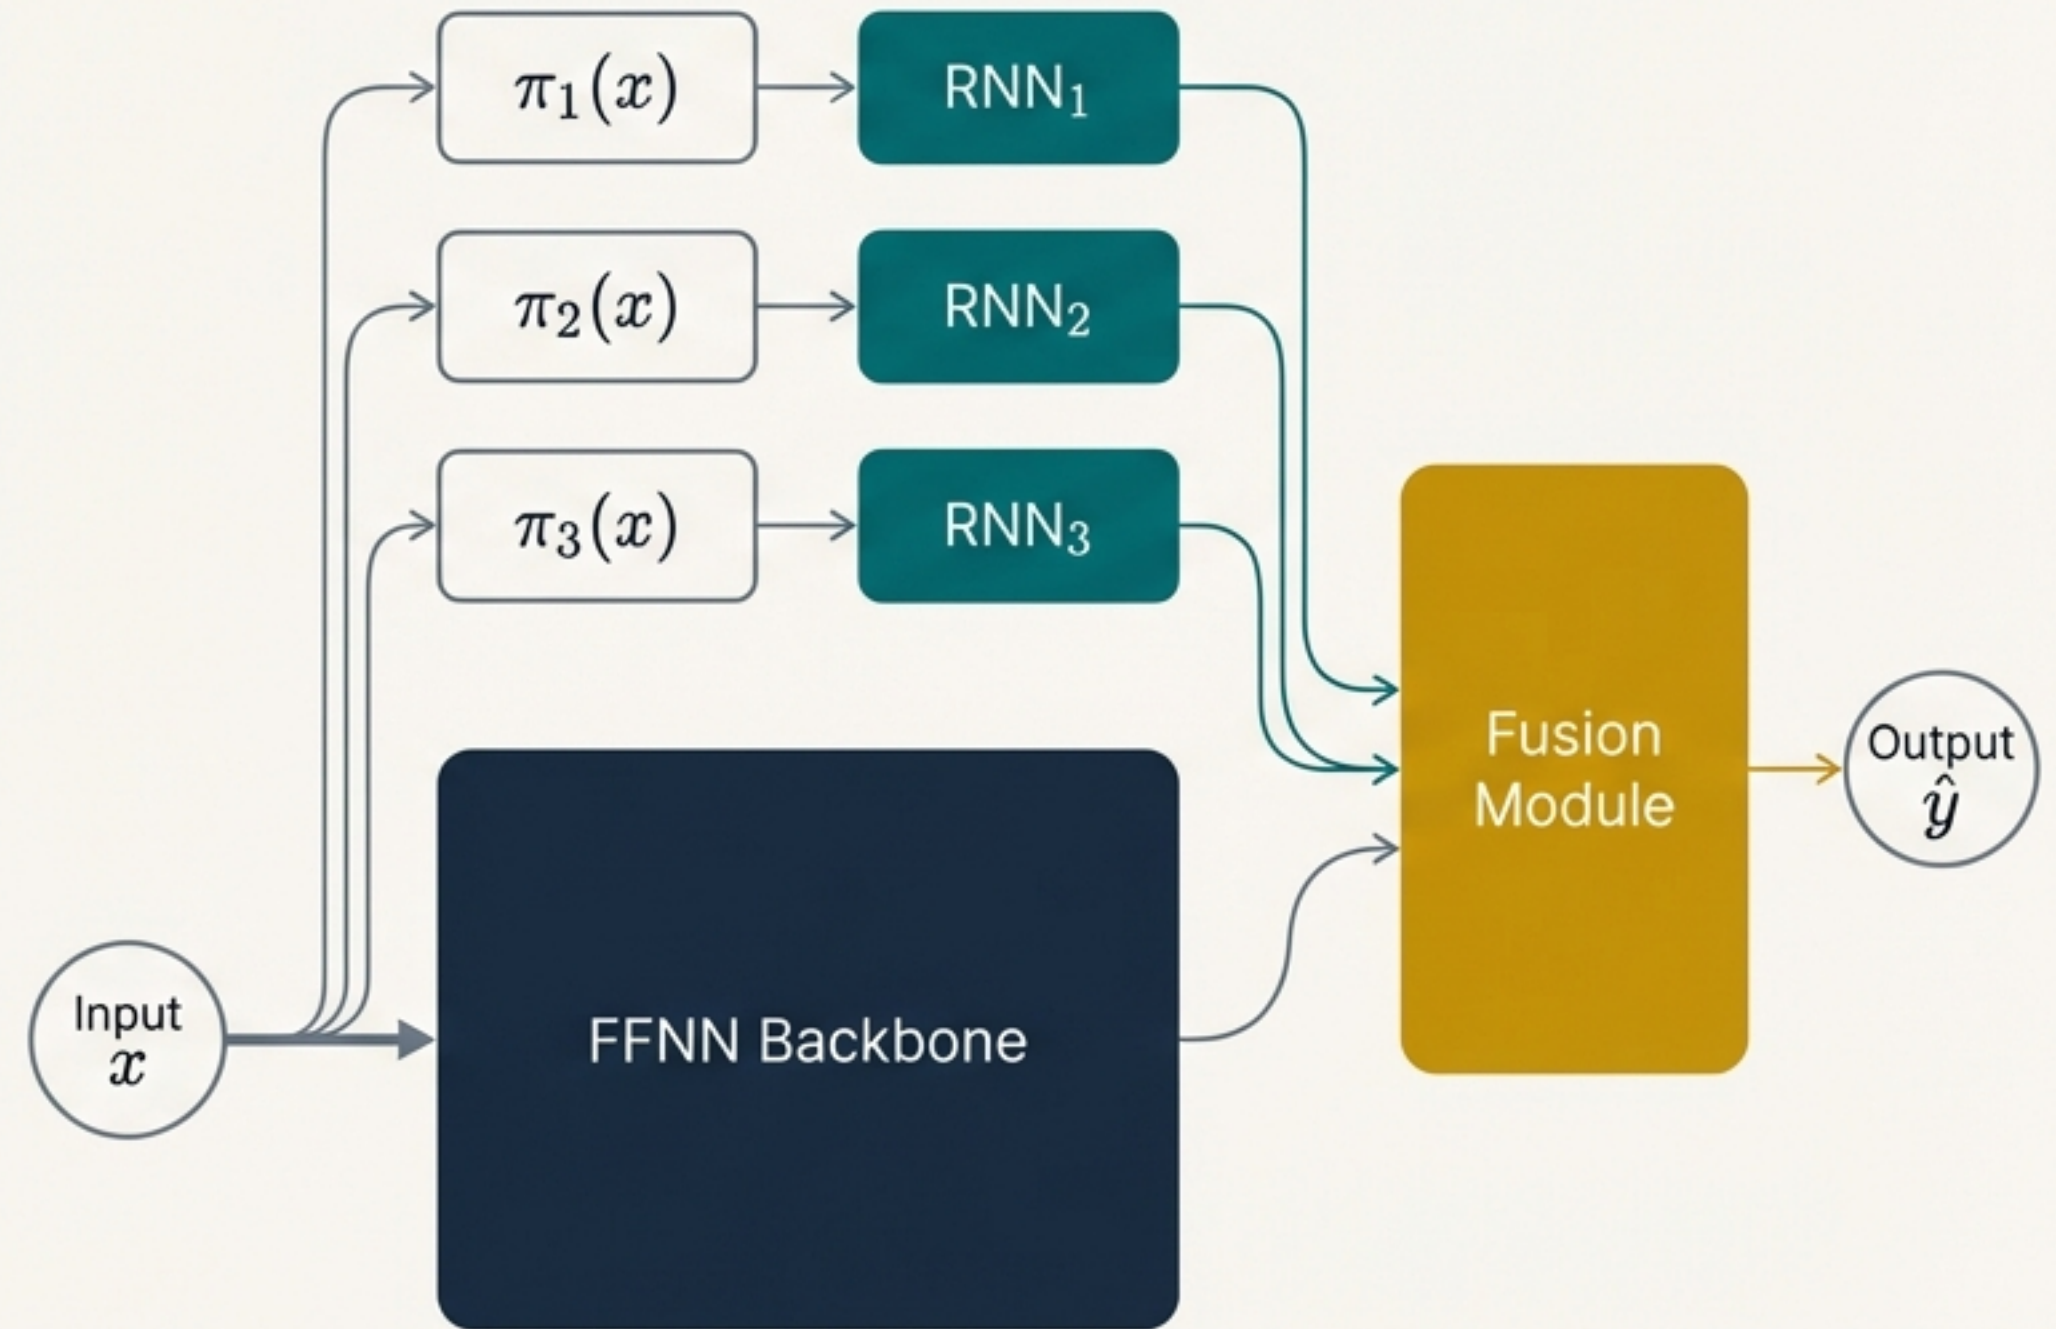 π₁(x)
RNN₁
π₂(x)
RNN₂
π₃(x)
RNN₃
Fusion
Module
Output
ŷ
Input
x
FFNN Backbone